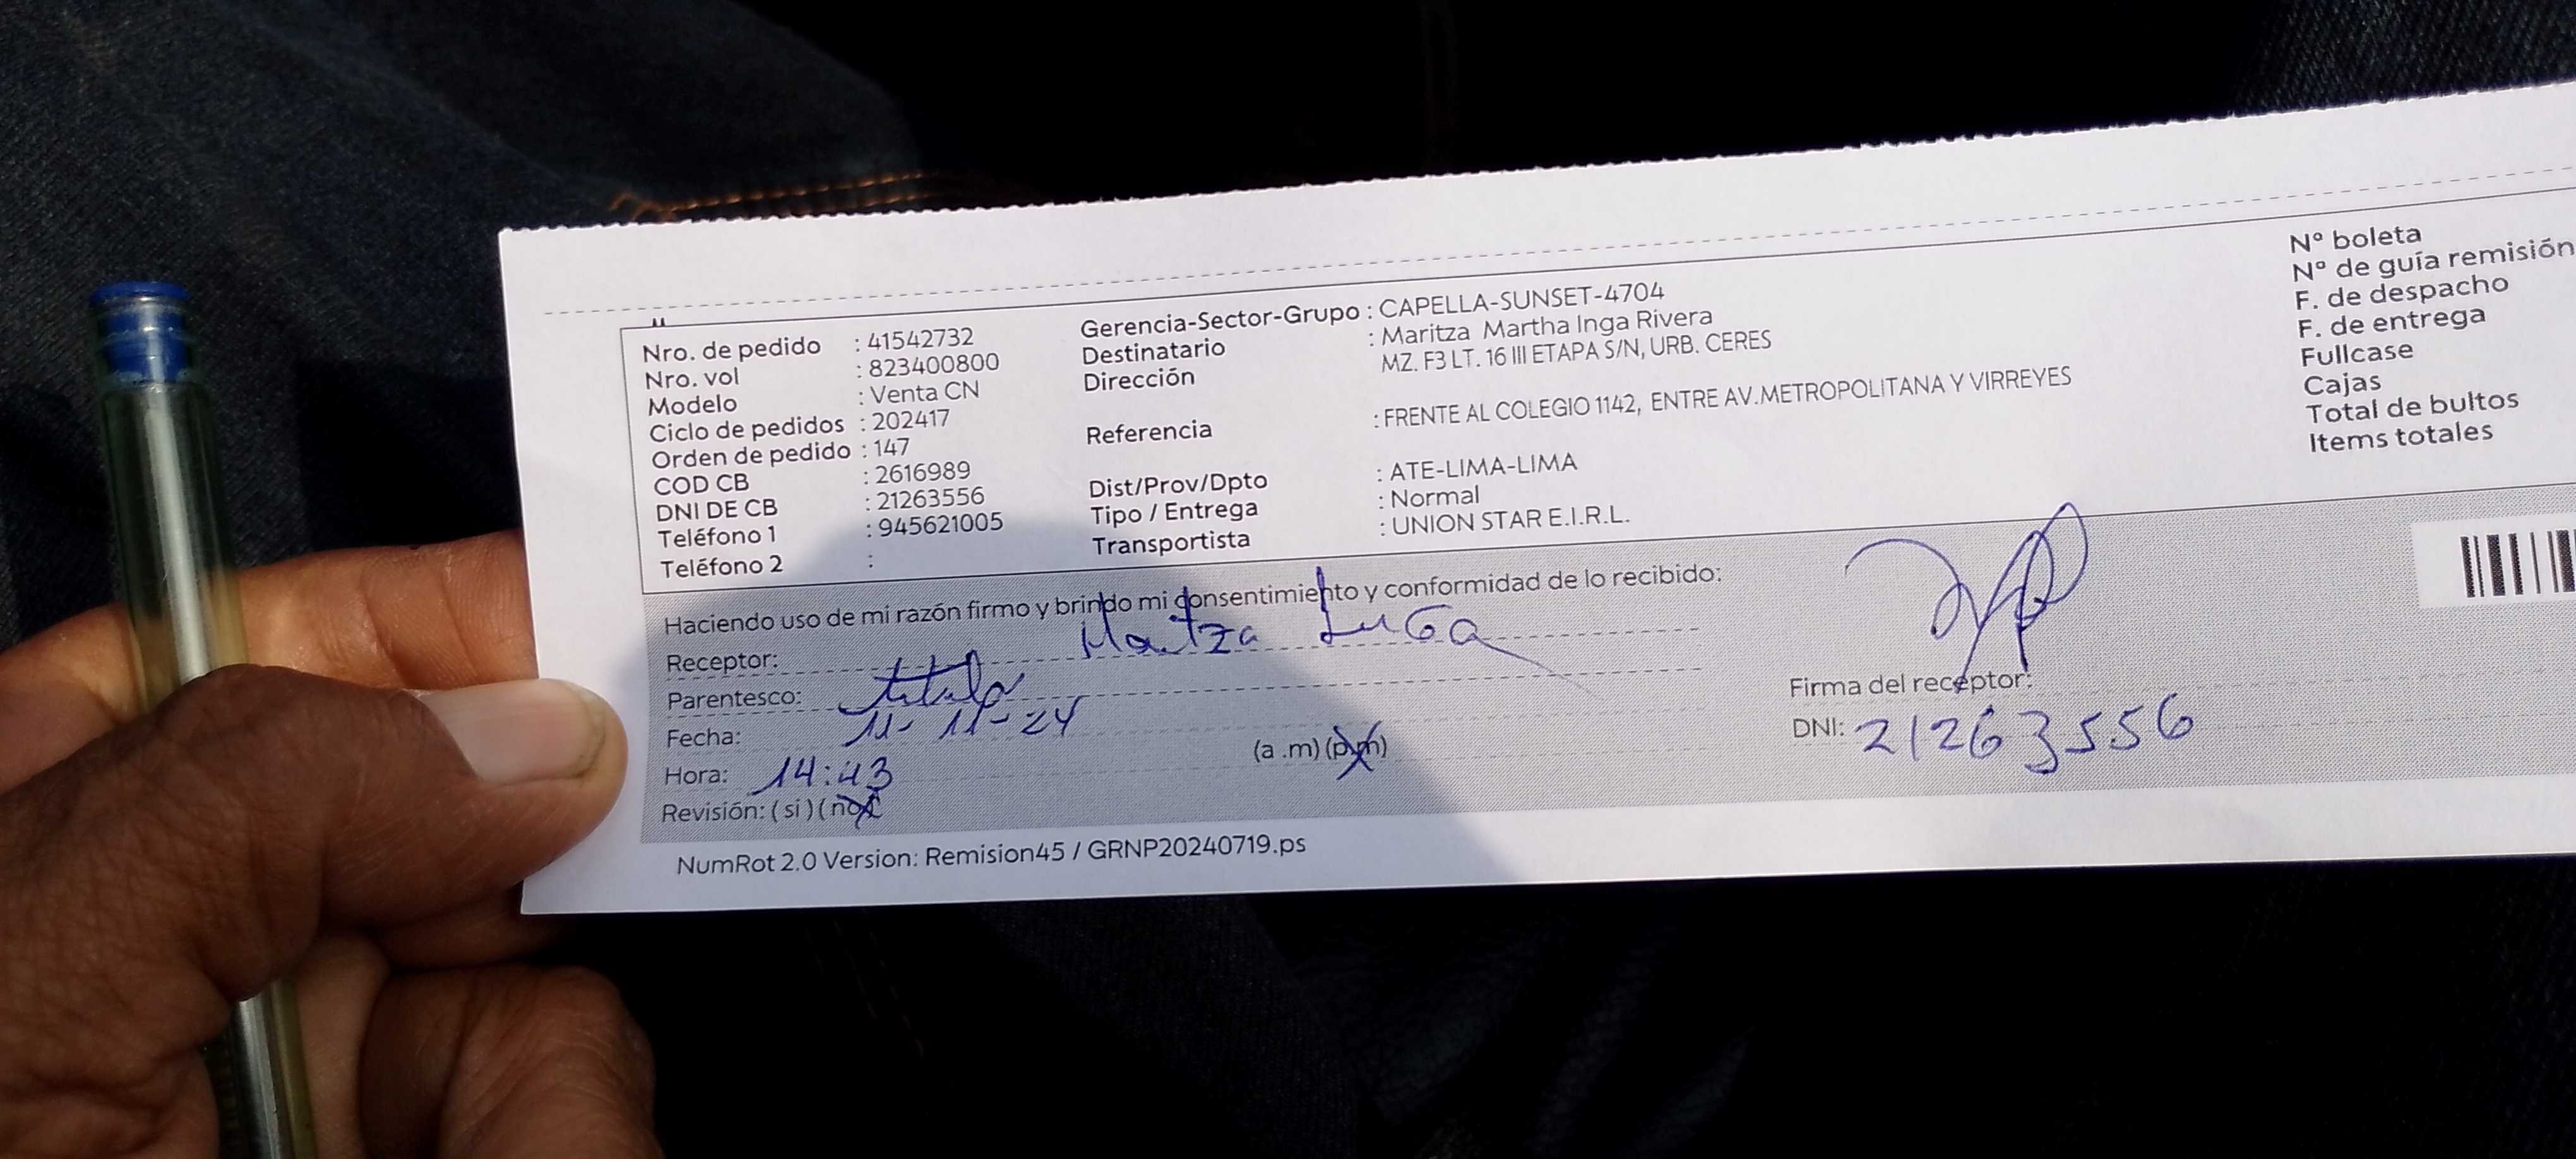 Nro. de pedido : 41542732
Nro. vol : 823400800
Modelo : Venta CN
Ciclo de pedidos : 202417
Orden de pedido : 147
COD CB : 2616989
DNI DE CB : 21263556
Teléfono 1 : 945621005
Teléfono 2 :
Gerencia-Sector-Grupo : CAPELLA-SUNSET-4704
Destinatario : Maritza Martha Inga Rivera
Dirección MZ. F3 LT. 16 III ETAPA S/N, URB. CERES
Referencia : FRENTE AL COLEGIO 1142, ENTRE AV.METROPOLITANA Y VIRREYES
Dist/Prov/Dpto : ATE-LIMA-LIMA
Tipo / Entrega : Normal
Transportista : UNION STAR E.I.R.L.
N° boleta
N° de guía remisión
F. de despacho
F. de entrega
Fullcase
Cajas
Total de bultos
Items totales
Haciendo uso de mi razón firmo y brindo mi consentimiento y conformidad de lo recibido:
Receptor: Maritza Inga
Parentesco: titular
Fecha: 11-11-24
Hora: 14:43 (a .m) (p.m)
Revisión: ( si ) ( no )
Firma del receptor:
DNI: 21263556
NumRot 2.0 Version: Remision45 / GRNP20240719.ps